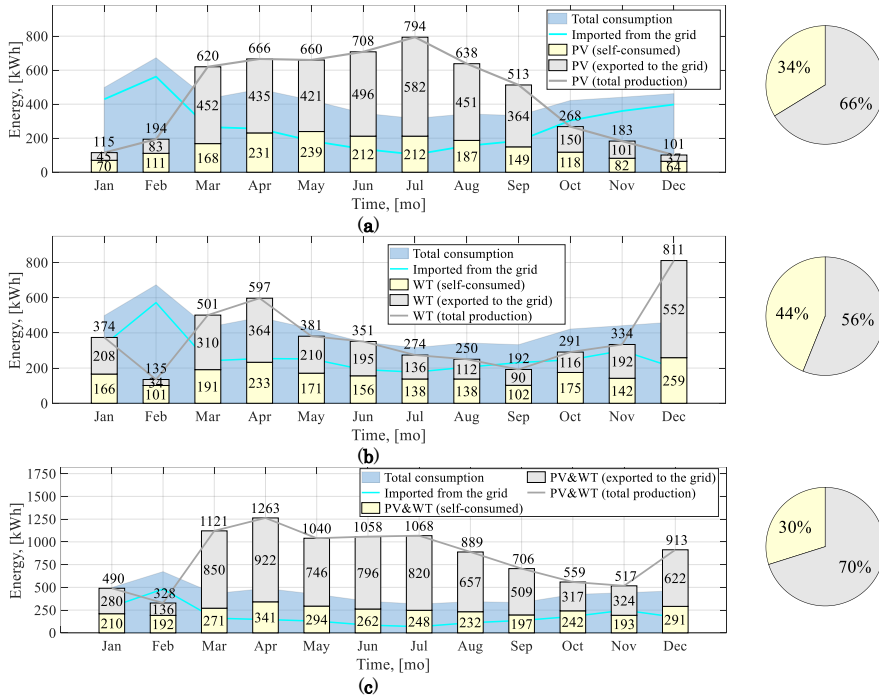 Total consumption
Imported from the grid
PV (self-consumed)
PV (exported to the grid)
PV (total production)
Energy, [kWh]
800
600
400
200
0
115 194 620 666 660 708 794 638 513 268 183 101
45 83 452 435 421 496 582 451 364 150 101 37
70 111 168 231 239 212 212 187 149 118 82 64
Jan Feb Mar Apr May Jun Jul Aug Sep Oct Nov Dec
Time, [mo]
(a)
34%
66%
Total consumption
Imported from the grid
WT (self-consumed)
WT (exported to the grid)
WT (total production)
Energy, [kWh]
800
600
400
200
0
374 135 501 597 381 351 274 250 192 291 334 811
208 34 310 364 210 195 136 112 90 116 192 552
166 101 191 233 171 156 138 138 102 175 142 259
Jan Feb Mar Apr May Jun Jul Aug Sep Oct Nov Dec
Time, [mo]
(b)
44%
56%
Total consumption
Imported from the grid
PV&WT (self-consumed)
PV&WT (exported to the grid)
PV&WT (total production)
Energy, [kWh]
1750
1500
1250
1000
750
500
250
0
490 328 1121 1263 1040 1058 1068 889 706 559 517 913
280 136 850 922 746 796 820 657 509 317 324 622
210 192 271 341 294 262 248 232 197 242 193 291
Jan Feb Mar Apr May Jun Jul Aug Sep Oct Nov Dec
Time, [mo]
(c)
30%
70%